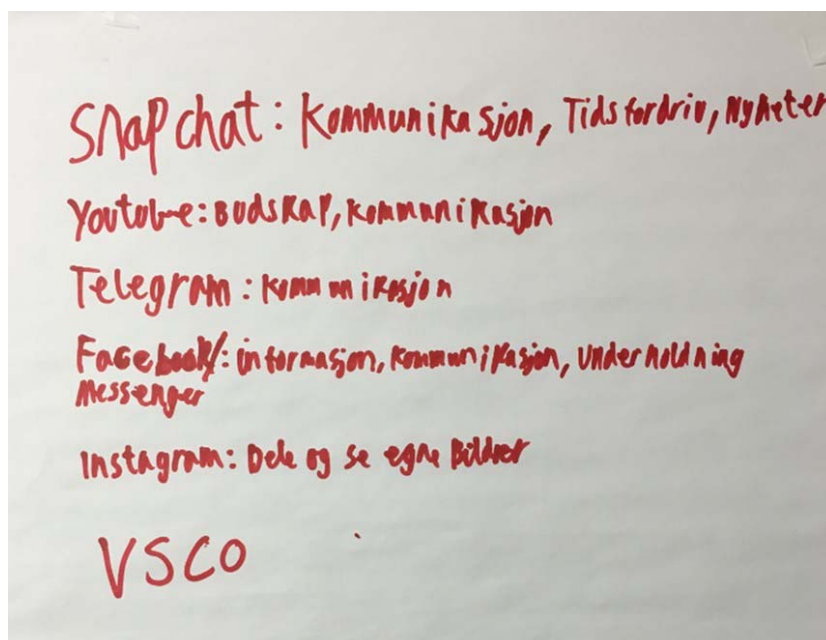 Snapchat: Kommunikasjon, Tidsfordriv, Nyheter
Youtube: Budskap, kommunikasjon
Telegram: kommunikasjon
Facebook/: informasjon, kommunikasjon, underholdning
Messenger
Instagram: Dele og se egne Bilder
VSCO